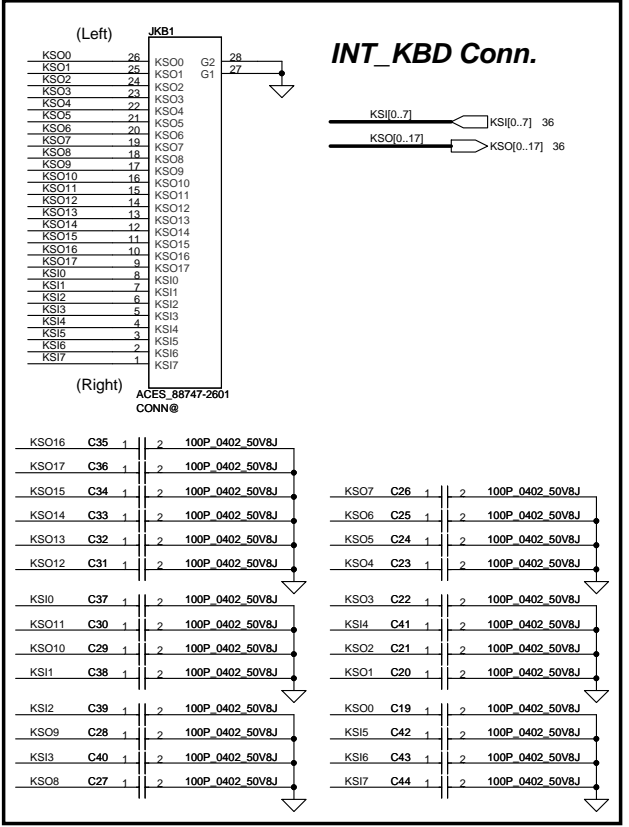 (Left)
JKB1
INT_KBD Conn.
KSO0 26 KSO0 G2 28
KSO1 25 KSO1 G1 27
KSO2 24 KSO2
KSO3 23 KSO3
KSO4 22 KSO4
KSO5 21 KSO5
KSO6 20 KSO6
KSO7 19 KSO7
KSO8 18 KSO8
KSO9 17 KSO9
KSO10 16 KSO10
KSO11 15 KSO11
KSO12 14 KSO12
KSO13 13 KSO13
KSO14 12 KSO14
KSO15 11 KSO15
KSO16 10 KSO16
KSO17 9 KSO17
KSI0 8 KSI0
KSI1 7 KSI1
KSI2 6 KSI2
KSI3 5 KSI3
KSI4 4 KSI4
KSI5 3 KSI5
KSI6 2 KSI6
KSI7 1 KSI7
(Right)
ACES_88747-2601
CONN@
KSI[0..7] KSI[0..7] 36
KSO[0..17] KSO[0..17] 36
KSO16 C35 1 2 100P_0402_50V8J
KSO17 C36 1 2 100P_0402_50V8J
KSO15 C34 1 2 100P_0402_50V8J
KSO14 C33 1 2 100P_0402_50V8J
KSO13 C32 1 2 100P_0402_50V8J
KSO12 C31 1 2 100P_0402_50V8J
KSI0 C37 1 2 100P_0402_50V8J
KSO11 C30 1 2 100P_0402_50V8J
KSO10 C29 1 2 100P_0402_50V8J
KSI1 C38 1 2 100P_0402_50V8J
KSI2 C39 1 2 100P_0402_50V8J
KSO9 C28 1 2 100P_0402_50V8J
KSI3 C40 1 2 100P_0402_50V8J
KSO8 C27 1 2 100P_0402_50V8J
KSO7 C26 1 2 100P_0402_50V8J
KSO6 C25 1 2 100P_0402_50V8J
KSO5 C24 1 2 100P_0402_50V8J
KSO4 C23 1 2 100P_0402_50V8J
KSO3 C22 1 2 100P_0402_50V8J
KSI4 C41 1 2 100P_0402_50V8J
KSO2 C21 1 2 100P_0402_50V8J
KSO1 C20 1 2 100P_0402_50V8J
KSO0 C19 1 2 100P_0402_50V8J
KSI5 C42 1 2 100P_0402_50V8J
KSI6 C43 1 2 100P_0402_50V8J
KSI7 C44 1 2 100P_0402_50V8J